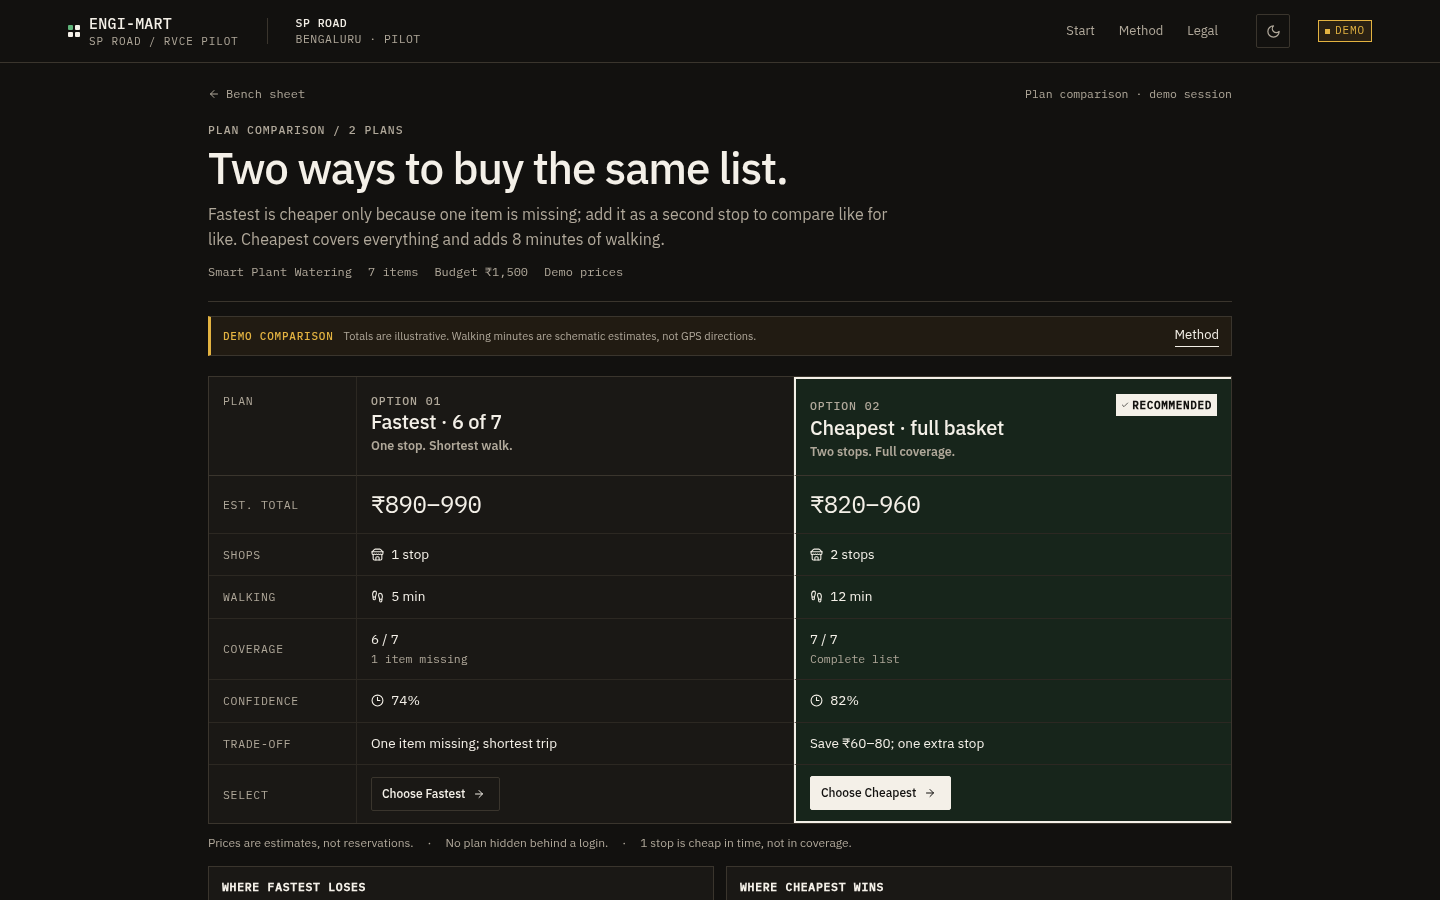 ENGI-MART
SP ROAD / RVCE PILOT
SP ROAD
BENGALURU · PILOT
Start
Method
Legal
DEMO
← Bench sheet
Plan comparison · demo session
PLAN COMPARISON / 2 PLANS
Two ways to buy the same list.
Fastest is cheaper only because one item is missing; add it as a second stop to compare like for
like. Cheapest covers everything and adds 8 minutes of walking.
Smart Plant Watering 7 items Budget ₹1,500 Demo prices
DEMO COMPARISON Totals are illustrative. Walking minutes are schematic estimates, not GPS directions.
Method
PLAN
OPTION 01
Fastest · 6 of 7
One stop. Shortest walk.
OPTION 02
RECOMMENDED
Cheapest · full basket
Two stops. Full coverage.
EST. TOTAL
₹890–990
₹820–960
SHOPS
1 stop
2 stops
WALKING
5 min
12 min
COVERAGE
6 / 7
1 item missing
7 / 7
Complete list
CONFIDENCE
74%
82%
TRADE-OFF
One item missing; shortest trip
Save ₹60–80; one extra stop
SELECT
Choose Fastest →
Choose Cheapest →
Prices are estimates, not reservations. · No plan hidden behind a login. · 1 stop is cheap in time, not in coverage.
WHERE FASTEST LOSES
WHERE CHEAPEST WINS